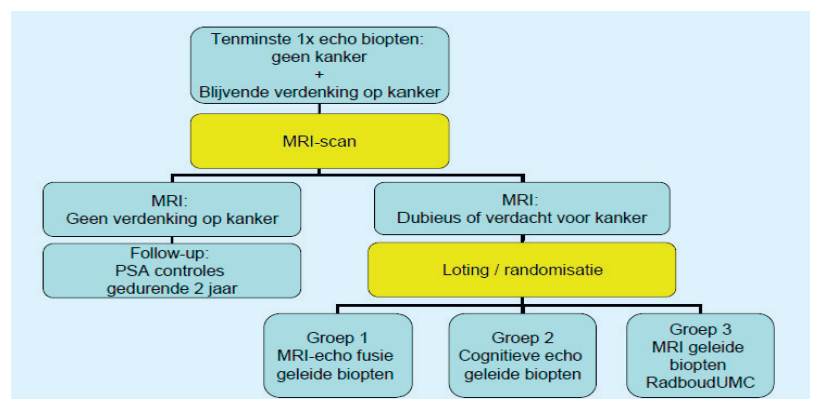 Tenminste 1x echo biopten:
geen kanker
+
Blijvende verdenking op kanker
MRI-scan
MRI:
Geen verdenking op kanker
MRI:
Dubieus of verdacht voor kanker
Follow-up:
PSA controles
gedurende 2 jaar
Loting / randomisatie
Groep 1
MRI-echo fusie
geleide biopten
Groep 2
Cognitieve echo
geleide biopten
Groep 3
MRI geleide
biopten
RadboudUMC